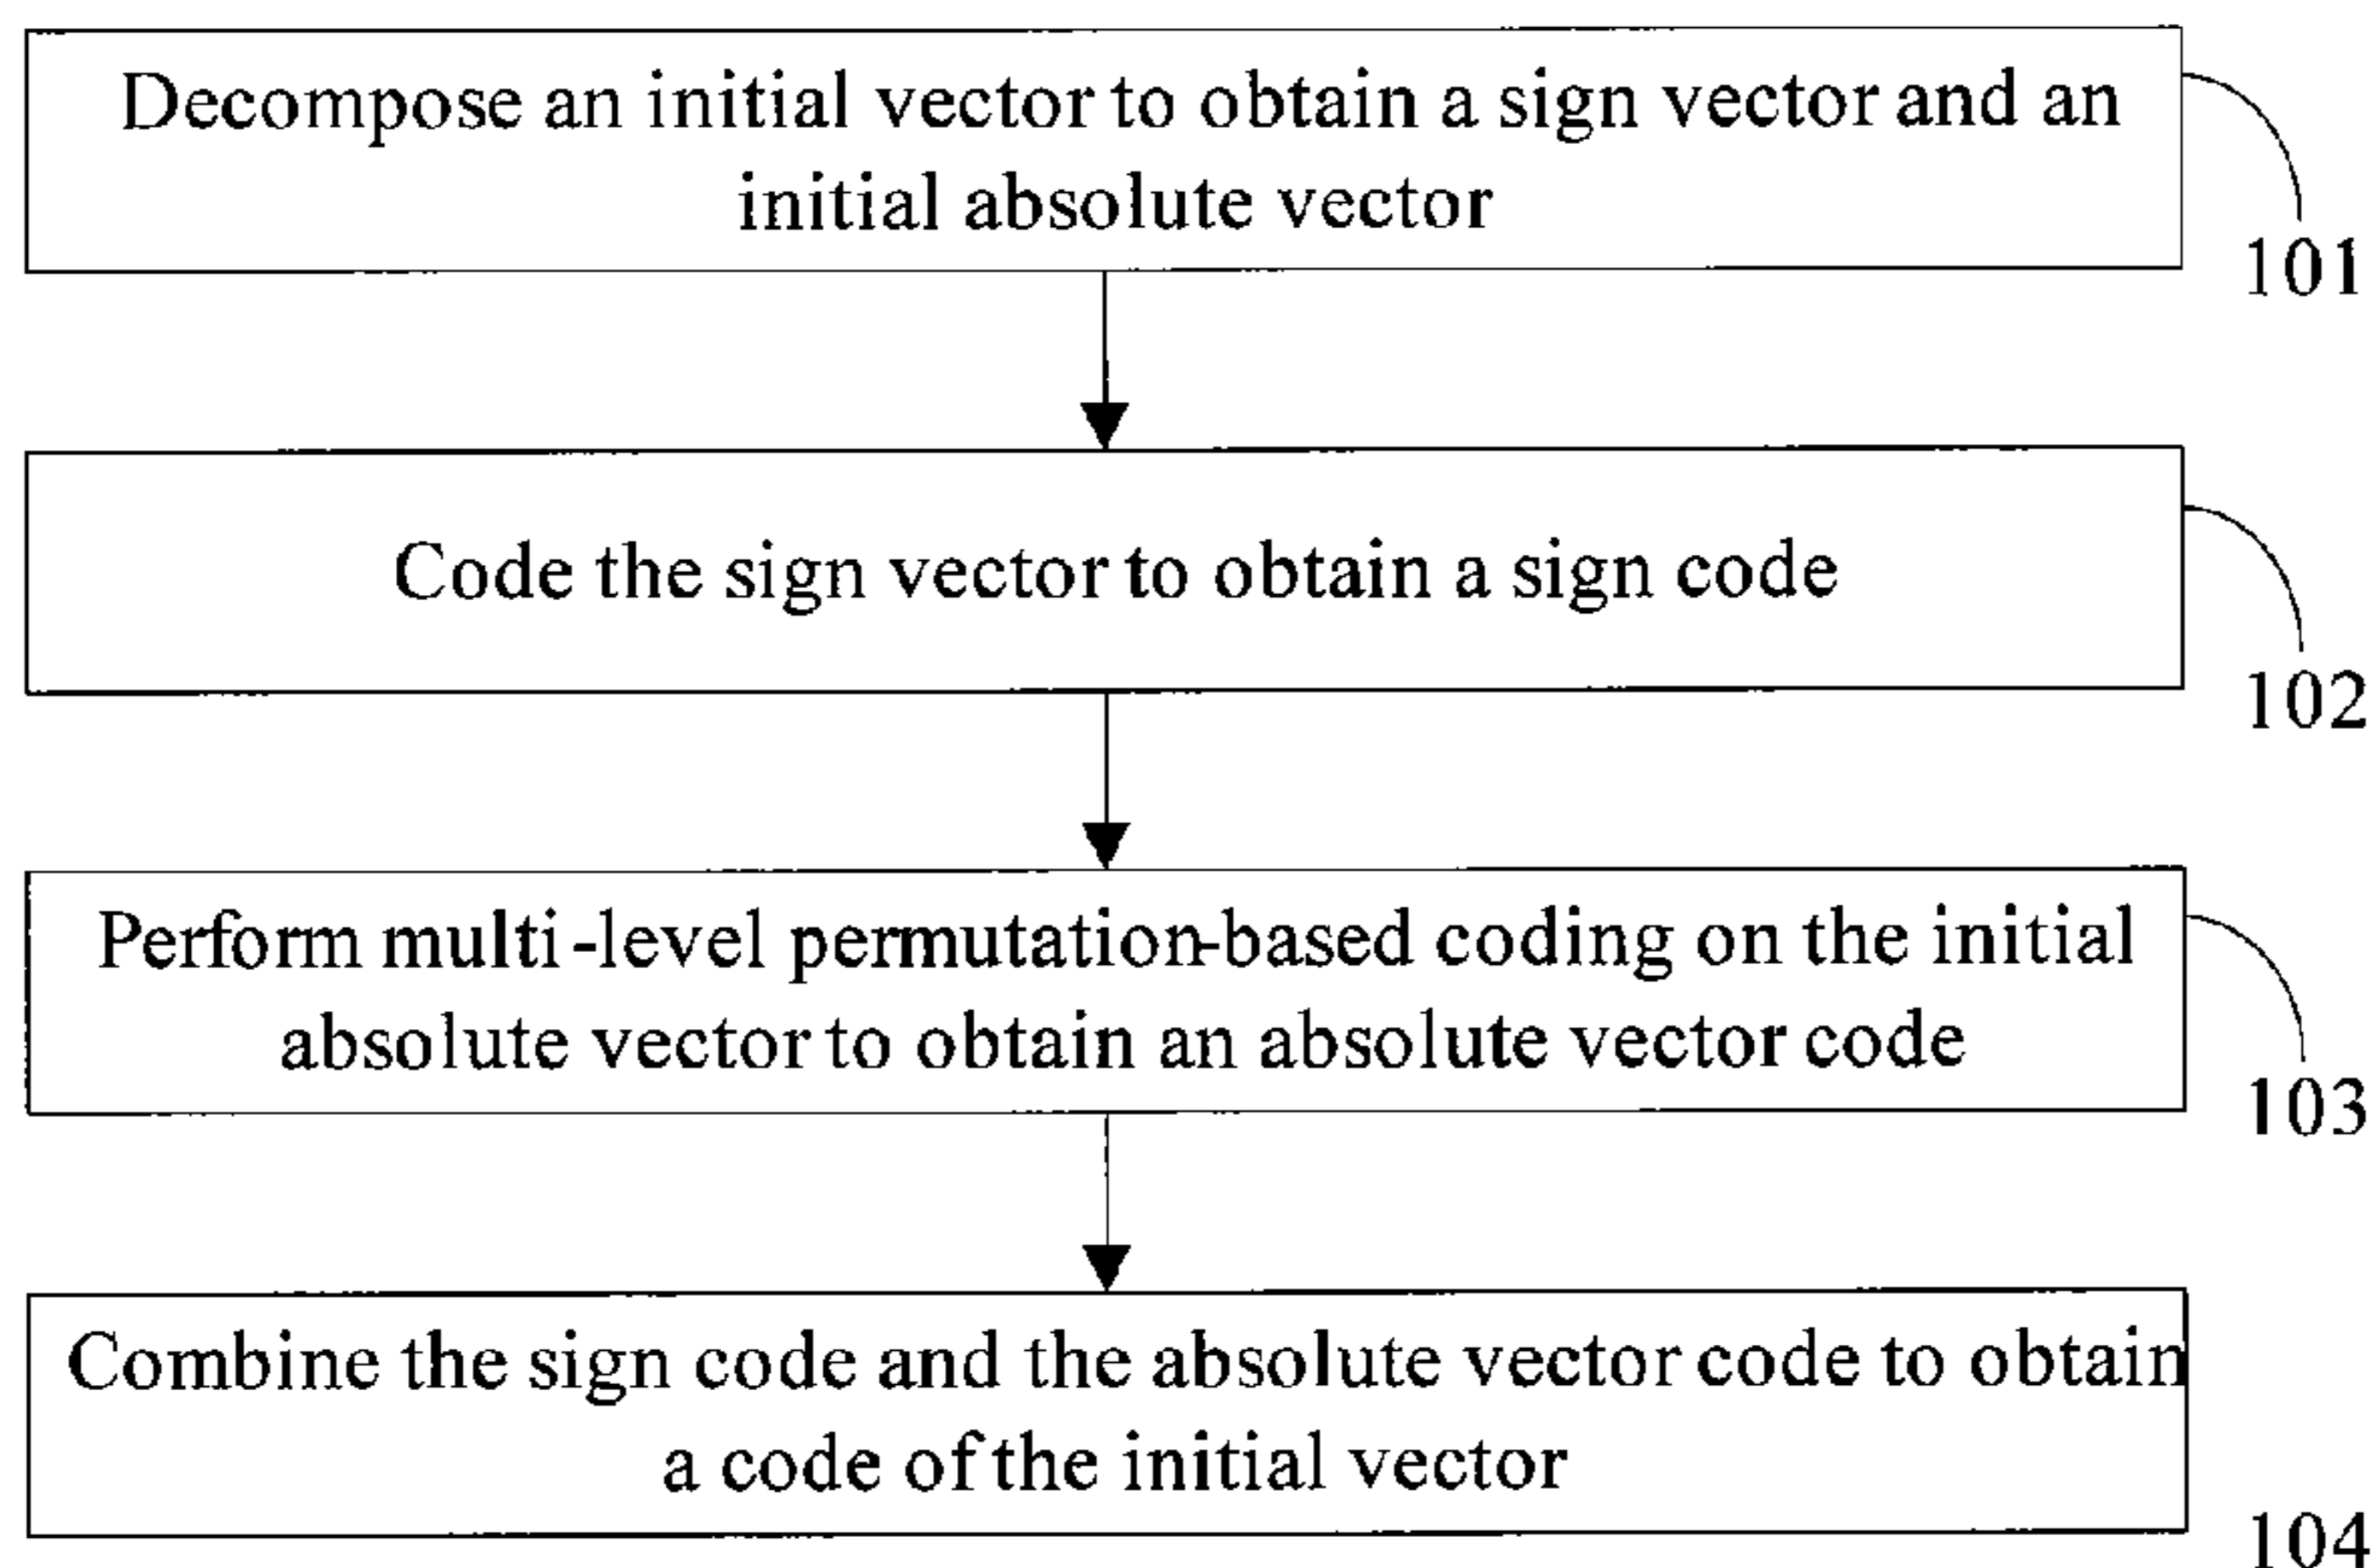 Decompose an initial vector to obtain a sign vector and an
initial absolute vector
101
Code the sign vector to obtain a sign code
102
Perform multi-level permutation-based coding on the initial
absolute vector to obtain an absolute vector code
103
Combine the sign code and the absolute vector code to obtain
a code of the initial vector
104